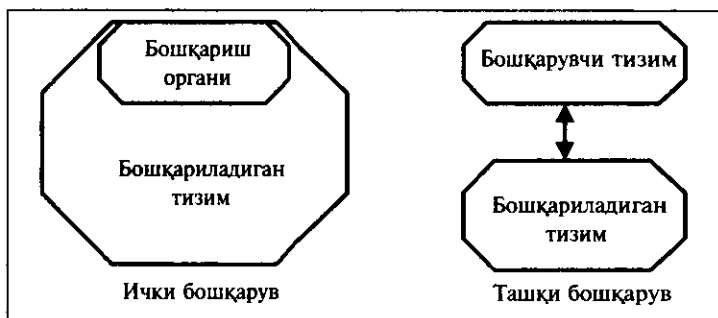 Бошқариш
органи
Бошқариладиган
тизим
Ички бошқарув
Бошқарувчи тизим
Бошқариладиган
тизим
Ташқи бошқарув